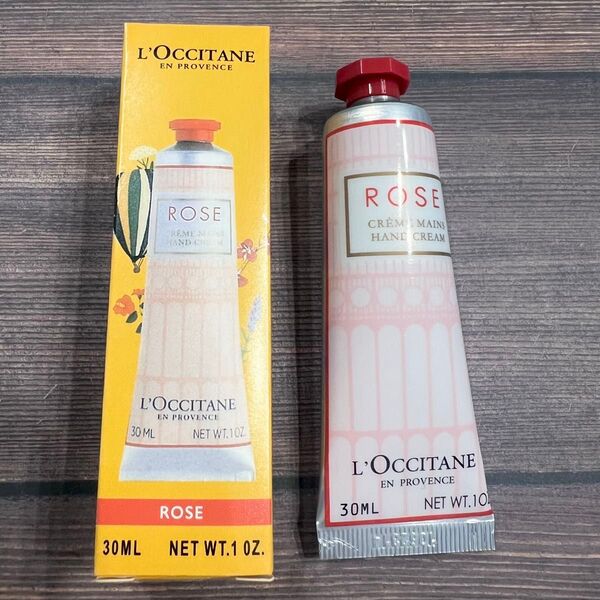 L'OCCITANE
EN PROVENCE
ROSE
CRÈME MAINS
HAND CREAM
L'OCCITANE
EN PROVENCE
30 ML NET WT.1 OZ.
ROSE
30ML NET WT.1 OZ.
ROSE
CRÈME MAINS
HAND CREAM
L'OCCITANE
EN PROVENCE
30ML NET WT.1O